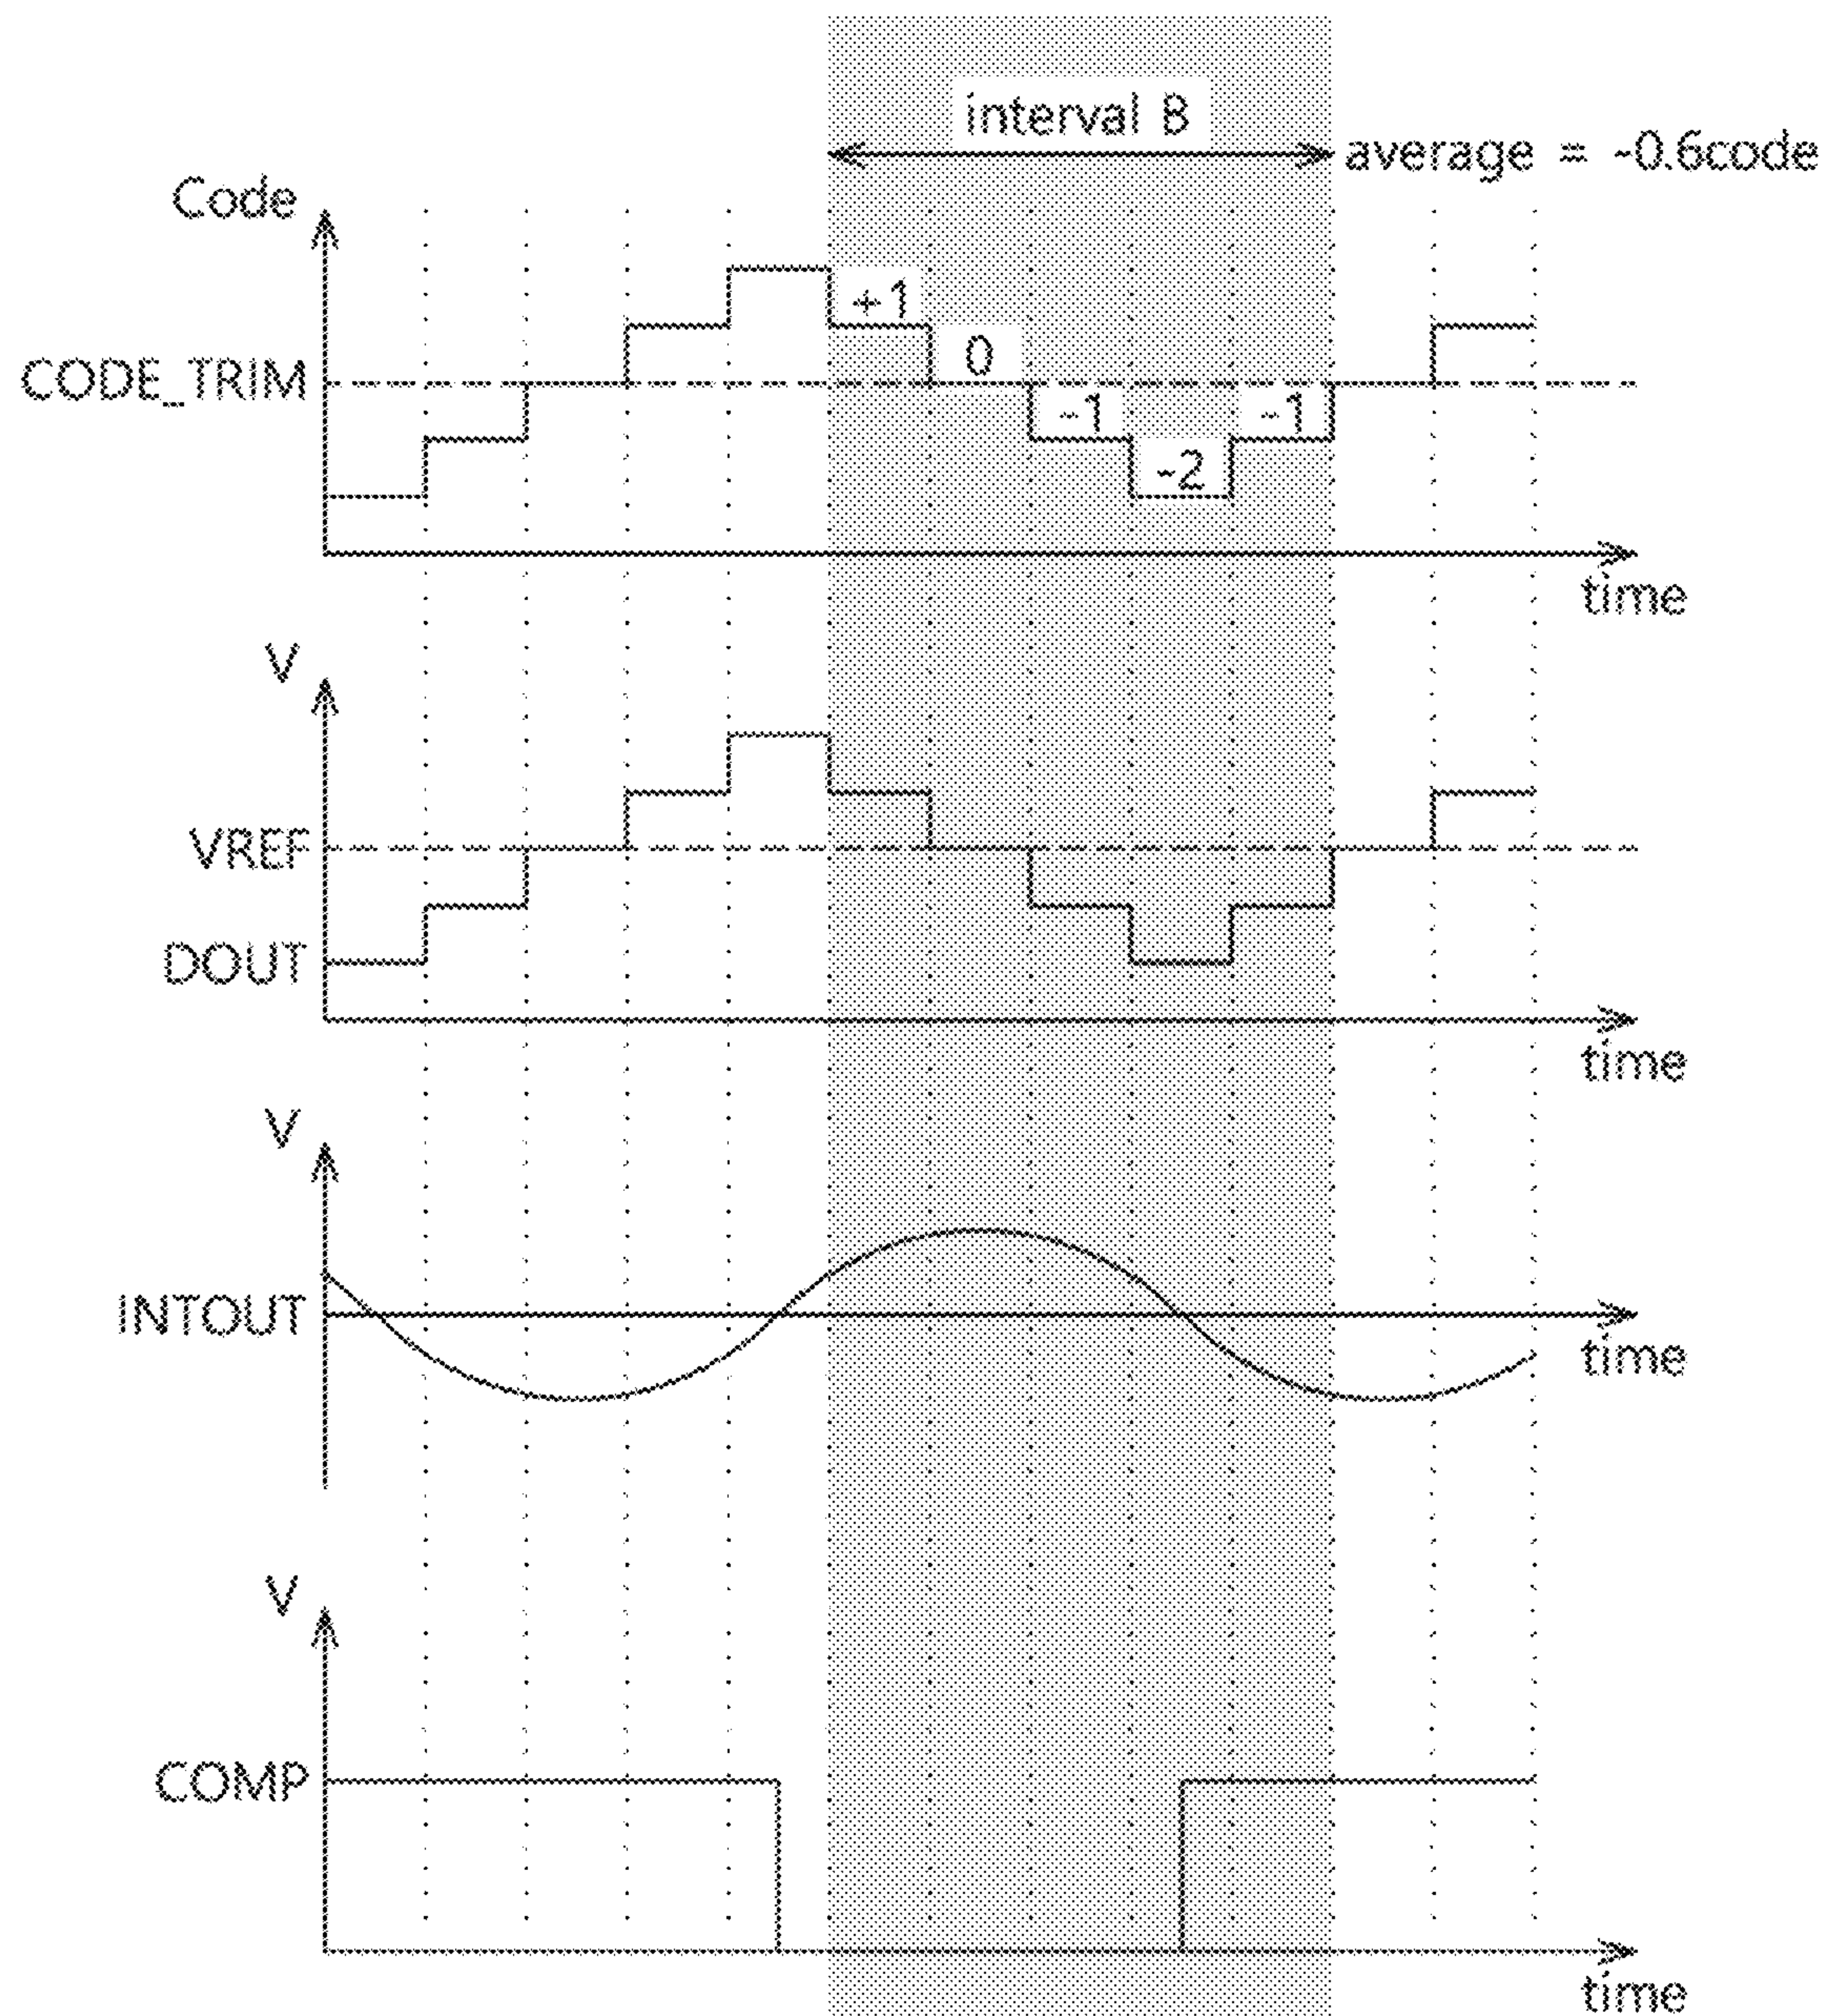 interval B
average = -0.6code
Code
+1
0
CODE_TRIM
-1
-1
-2
time
V
VREF
DOUT
time
V
INTOUT
time
V
COMP
time